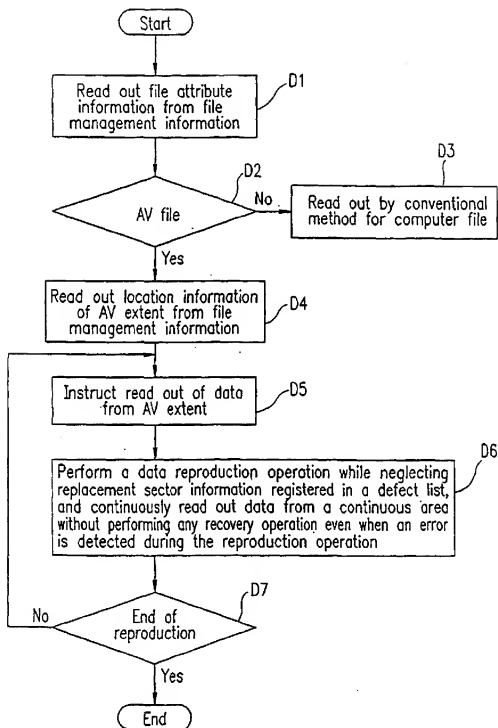 Start
Read out file attribute
information from file
management information
D1
D2
AV file
No
D3
Read out by conventional
method for computer file
Yes
Read out location information
of AV extent from file
management information
D4
Instruct read out of data
from AV extent
D5
D6
Perform a data reproduction operation while neglecting
replacement sector information registered in a defect list,
and continuously read out data from a continuous area
without performing any recovery operation even when an error
is detected during the reproduction operation
D7
No
End of
reproduction
Yes
End